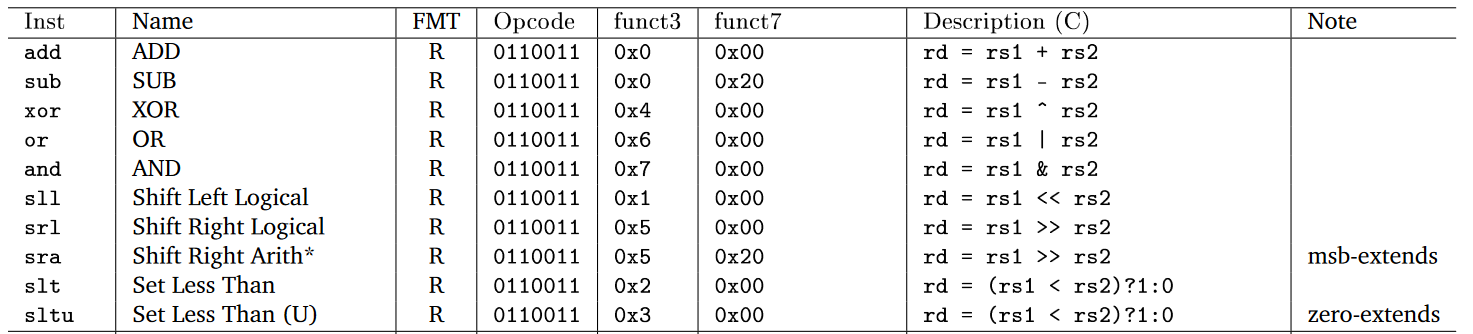 Inst Name FMT Opcode funct3 funct7 Description (C) Note
add ADD R 0110011 0x0 0x00 rd = rs1 + rs2
sub SUB R 0110011 0x0 0x20 rd = rs1 - rs2
xor XOR R 0110011 0x4 0x00 rd = rs1 ^ rs2
or OR R 0110011 0x6 0x00 rd = rs1 | rs2
and AND R 0110011 0x7 0x00 rd = rs1 & rs2
sll Shift Left Logical R 0110011 0x1 0x00 rd = rs1 << rs2
srl Shift Right Logical R 0110011 0x5 0x00 rd = rs1 >> rs2
sra Shift Right Arith* R 0110011 0x5 0x20 rd = rs1 >> rs2 msb-extends
slt Set Less Than R 0110011 0x2 0x00 rd = (rs1 < rs2)?1:0
sltu Set Less Than (U) R 0110011 0x3 0x00 rd = (rs1 < rs2)?1:0 zero-extends